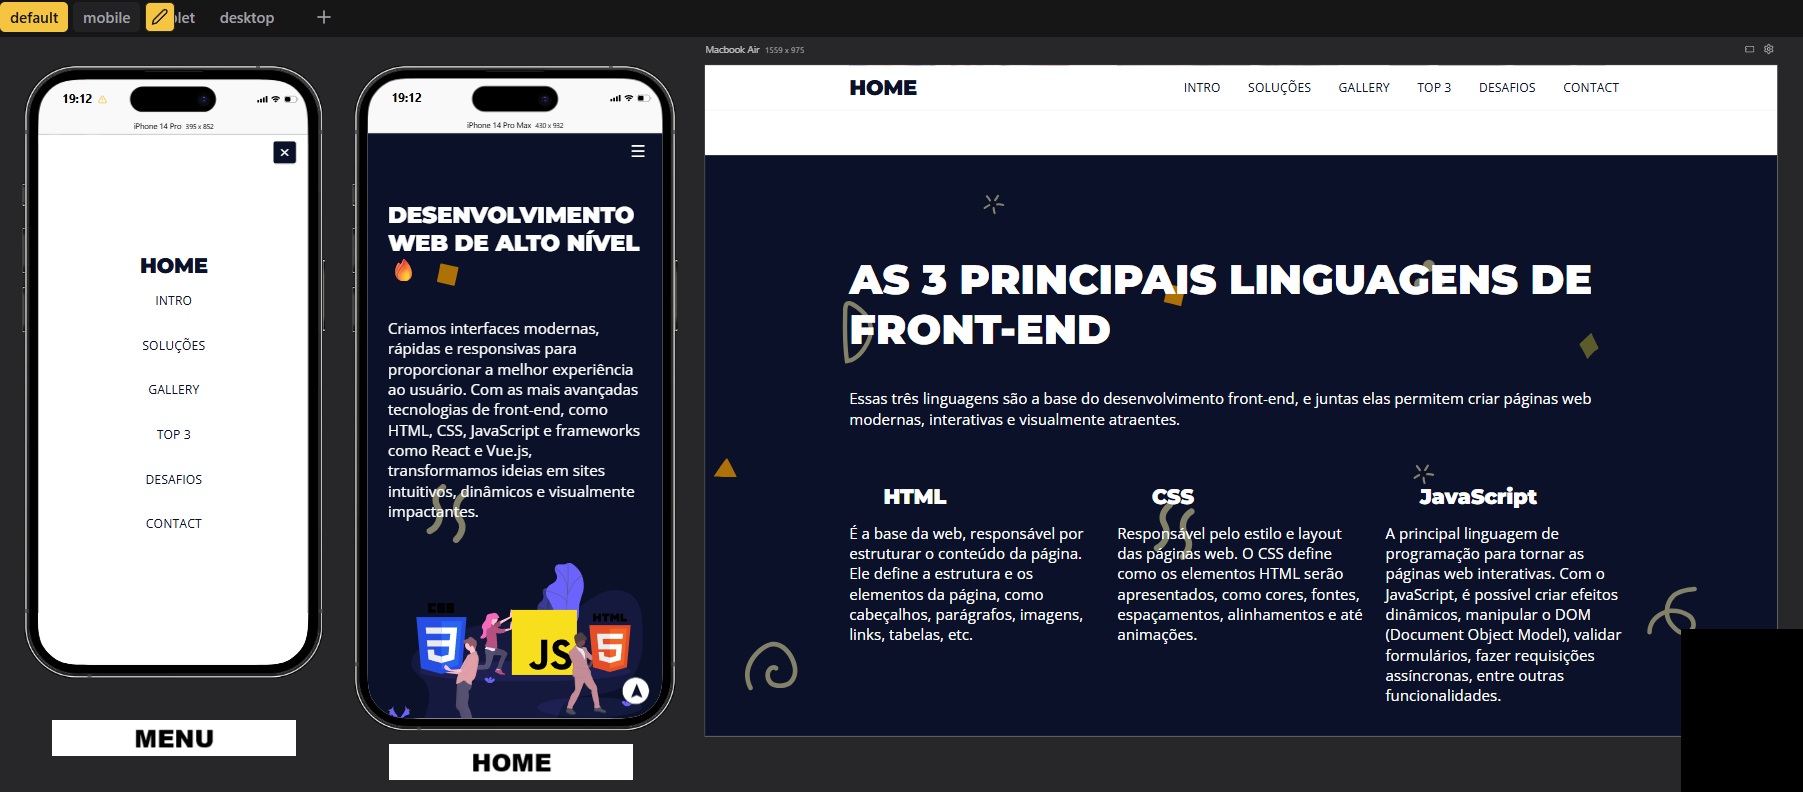 default mobile let desktop +
19:12
iPhone 14 Pro 395 x 852
HOME
INTRO
SOLUÇÕES
GALLERY
TOP 3
DESAFIOS
CONTACT
MENU
19:12
iPhone 14 Pro Max 430 x 932
DESENVOLVIMENTO
WEB DE ALTO NÍVEL
🔥
Criamos interfaces modernas,
rápidas e responsivas para
proporcionar a melhor experiência
ao usuário. Com as mais avançadas
tecnologias de front-end, como
HTML, CSS, JavaScript e frameworks
como React e Vue.js,
transformamos ideias em sites
intuitivos, dinâmicos e visualmente
impactantes.
CSS
3
JS
HTML
5
HOME
Macbook Air 1559 x 975
HOME INTRO SOLUÇÕES GALLERY TOP 3 DESAFIOS CONTACT
AS 3 PRINCIPAIS LINGUAGENS DE
FRONT-END
Essas três linguagens são a base do desenvolvimento front-end, e juntas elas permitem criar páginas web
modernas, interativas e visualmente atraentes.
HTML
É a base da web, responsável por
estruturar o conteúdo da página.
Ele define a estrutura e os
elementos da página, como
cabeçalhos, parágrafos, imagens,
links, tabelas, etc.
CSS
Responsável pelo estilo e layout
das páginas web. O CSS define
como os elementos HTML serão
apresentados, como cores, fontes,
espaçamentos, alinhamentos e até
animações.
JavaScript
A principal linguagem de
programação para tornar as
páginas web interativas. Com o
JavaScript, é possível criar efeitos
dinâmicos, manipular o DOM
(Document Object Model), validar
formulários, fazer requisições
assíncronas, entre outras
funcionalidades.